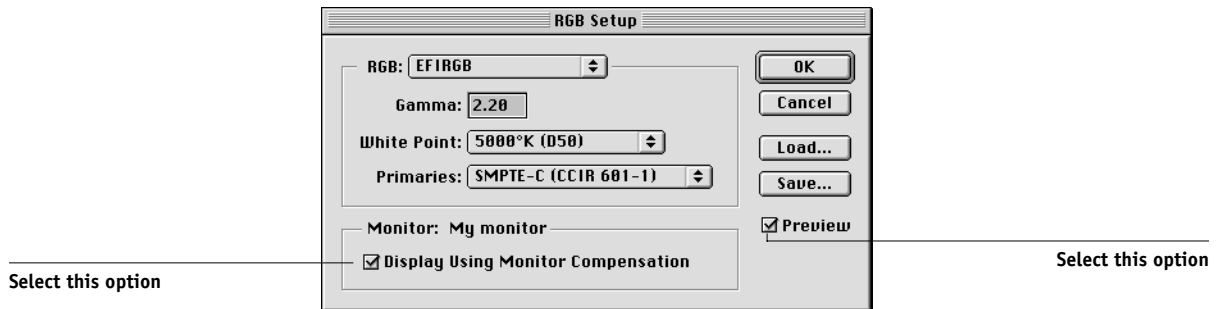 RGB Setup
RGB: EFIRGB
Gamma: 2.20
White Point: 5000°K (D50)
Primaries: SMPTE-C (CCIR 601-1)
OK
Cancel
Load...
Save...
Preview
Monitor: My monitor
Display Using Monitor Compensation
Select this option
Select this option